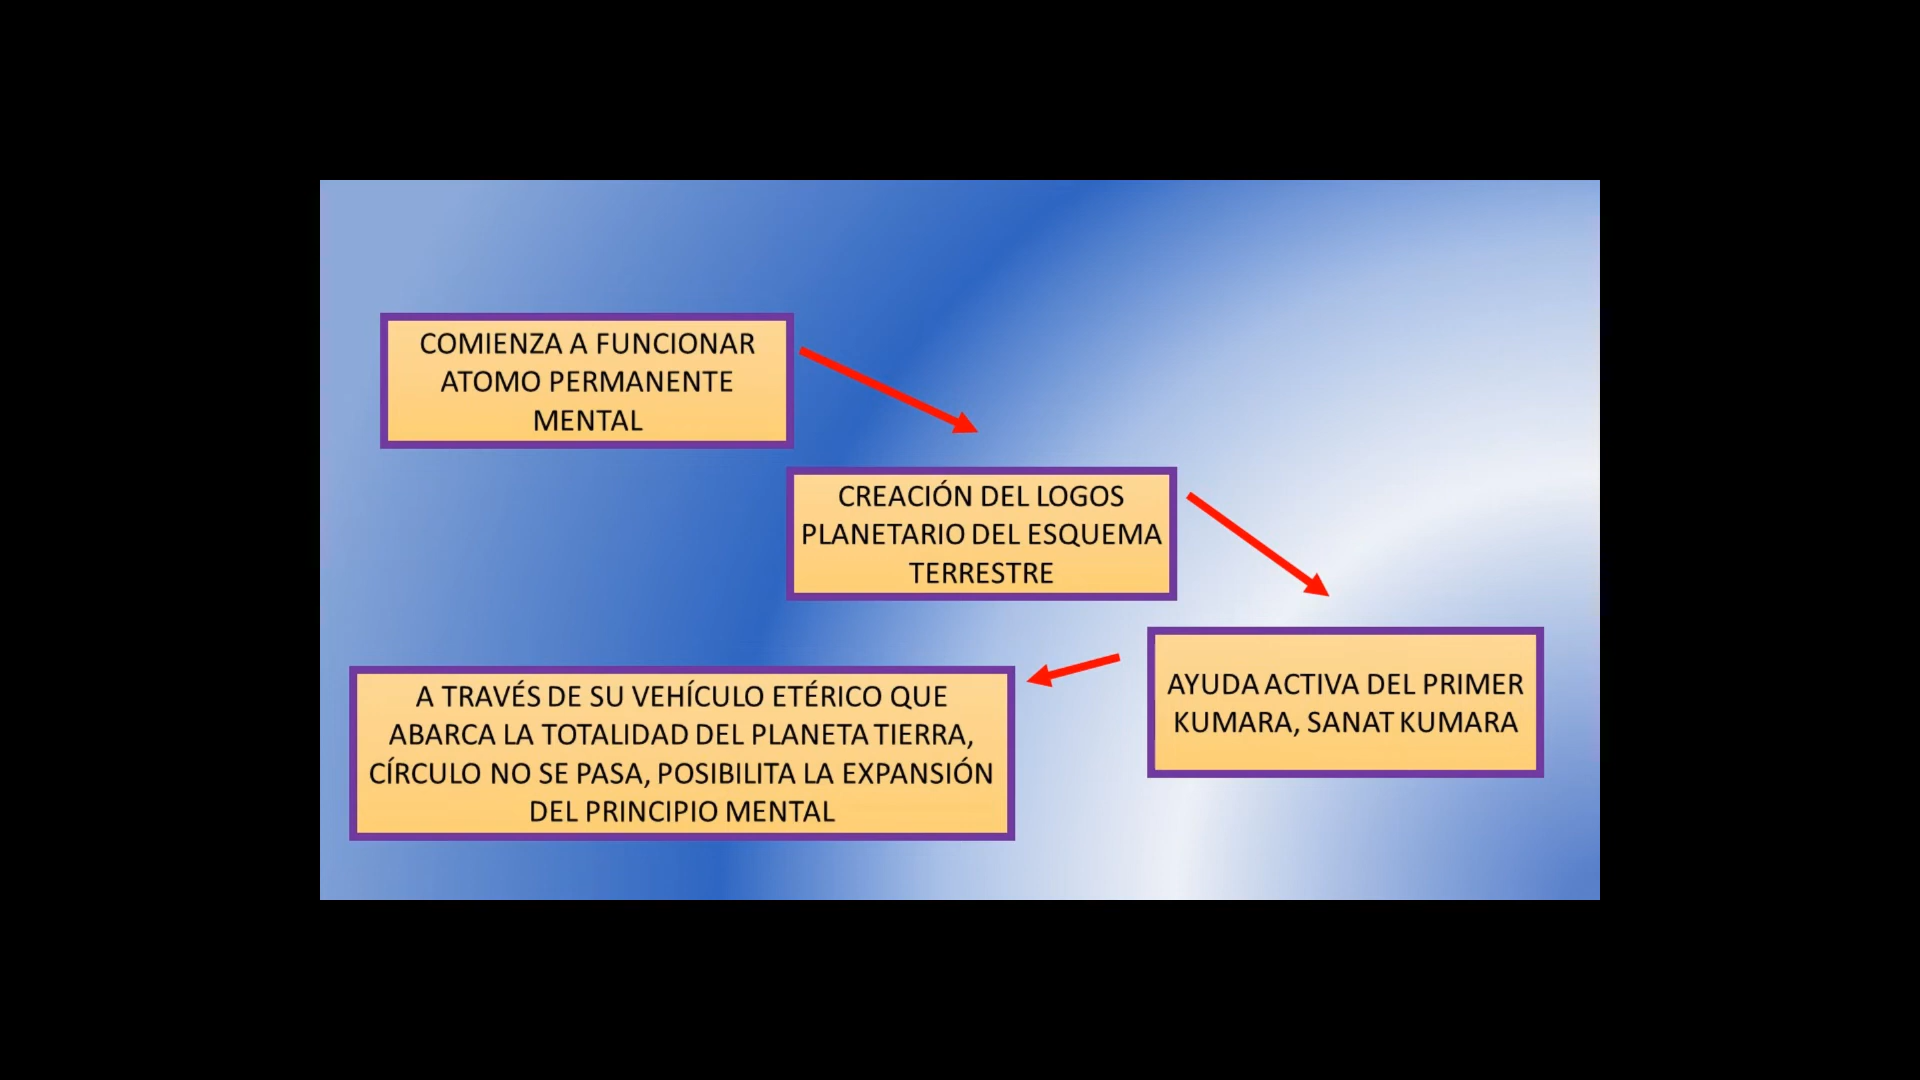 COMIENZA A FUNCIONAR
ATOMO PERMANENTE
MENTAL
CREACIÓN DEL LOGOS
PLANETARIO DEL ESQUEMA
TERRESTRE
AYUDA ACTIVA DEL PRIMER
KUMARA, SANAT KUMARA
A TRAVÉS DE SU VEHÍCULO ETÉRICO QUE
ABARCA LA TOTALIDAD DEL PLANETA TIERRA,
CÍRCULO NO SE PASA, POSIBILITA LA EXPANSIÓN
DEL PRINCIPIO MENTAL